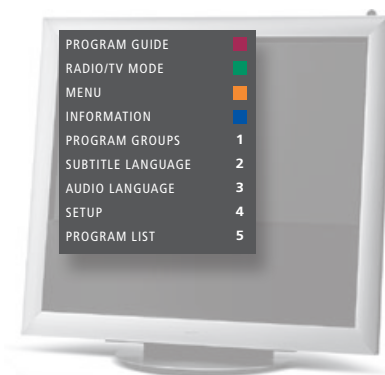 PROGRAM GUIDE
RADIO/TV MODE
MENU
INFORMATION
PROGRAM GROUPS 1
SUBTITLE LANGUAGE 2
AUDIO LANGUAGE 3
SETUP 4
PROGRAM LIST 5